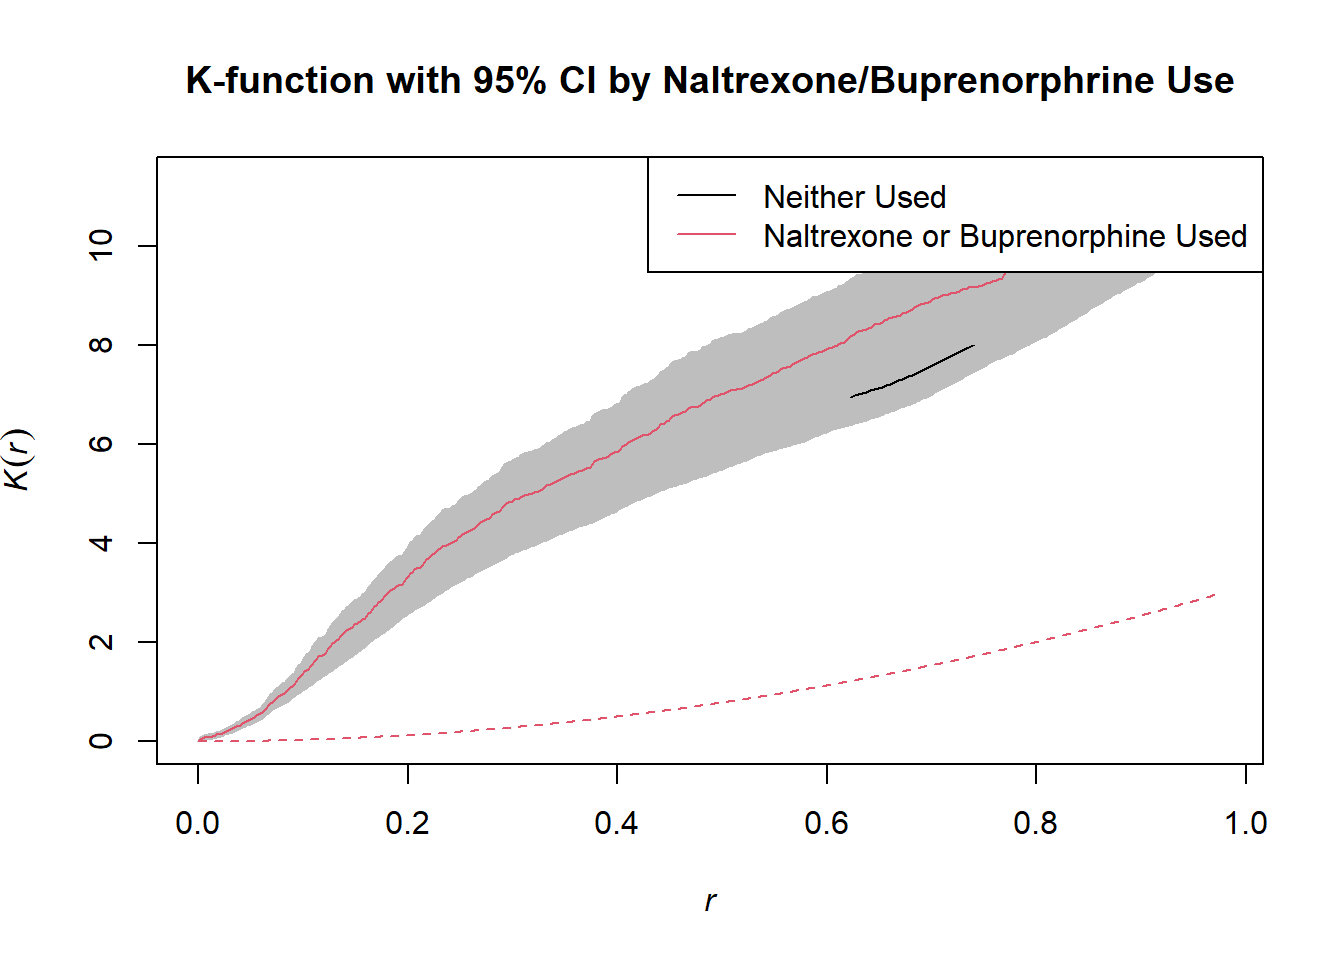 K-function with 95% CI by Naltrexone/Buprenorphrine Use
Neither Used
Naltrexone or Buprenorphine Used
K(r)
10
8
6
4
2
0
0.0 0.2 0.4 0.6 0.8 1.0
r